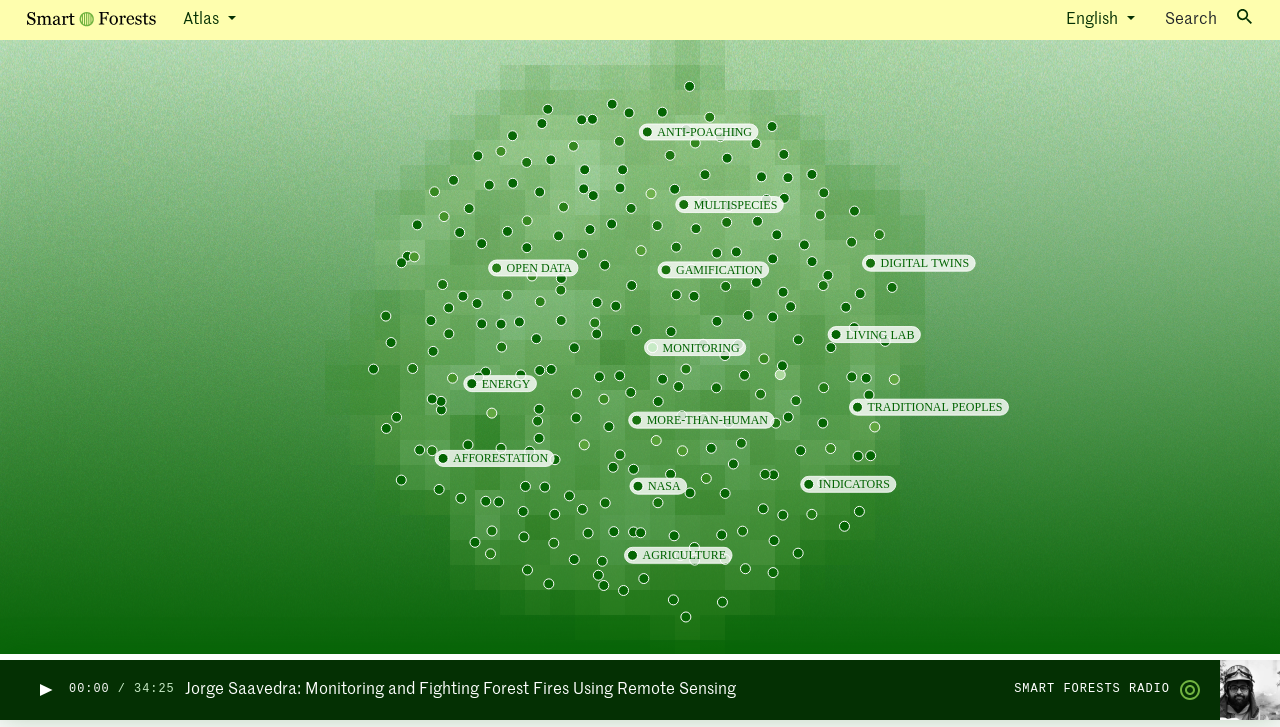 Smart Forests Atlas English Search
ANTI-POACHING
MULTISPECIES
OPEN DATA GAMIFICATION DIGITAL TWINS
LIVING LAB
MONITORING
ENERGY
TRADITIONAL PEOPLES
MORE-THAN-HUMAN
AFFORESTATION
NASA INDICATORS
AGRICULTURE
00:00 / 34:25 Jorge Saavedra: Monitoring and Fighting Forest Fires Using Remote Sensing SMART FORESTS RADIO